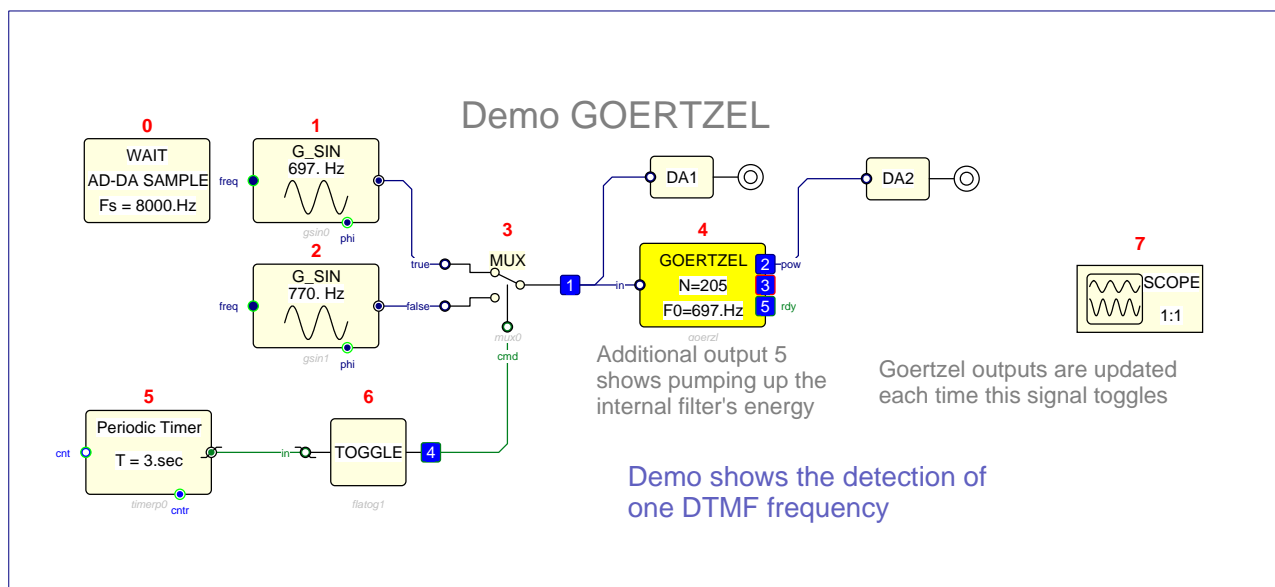 Demo GOERTZEL
0
WAIT
AD-DA SAMPLE
Fs = 8000.Hz
1
G_SIN
697. Hz
freq
gsin0
phi
2
G_SIN
770. Hz
freq
gsin1
phi
true
false
3
MUX
mux0
cmd
1
DA1
DA2
4
GOERTZEL
N=205
F0=697.Hz
in
2
pow
3
5
rdy
goerzl
7
SCOPE
1:1
Additional output 5
shows pumping up the
internal filter's energy
Goertzel outputs are updated
each time this signal toggles
5
Periodic Timer
T = 3.sec
cnt
timerp0
cntr
6
in
TOGGLE
4
flatog1
Demo shows the detection of
one DTMF frequency